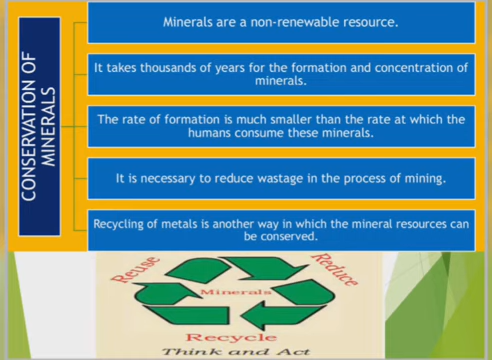 CONSERVATION OF
MINERALS
Minerals are a non-renewable resource.
It takes thousands of years for the formation and concentration of
minerals.
The rate of formation is much smaller than the rate at which the
humans consume these minerals.
It is necessary to reduce wastage in the process of mining.
Recycling of metals is another way in which the mineral resources can
be conserved.
Reuse
Reduce
Minerals
Recycle
Think and Act